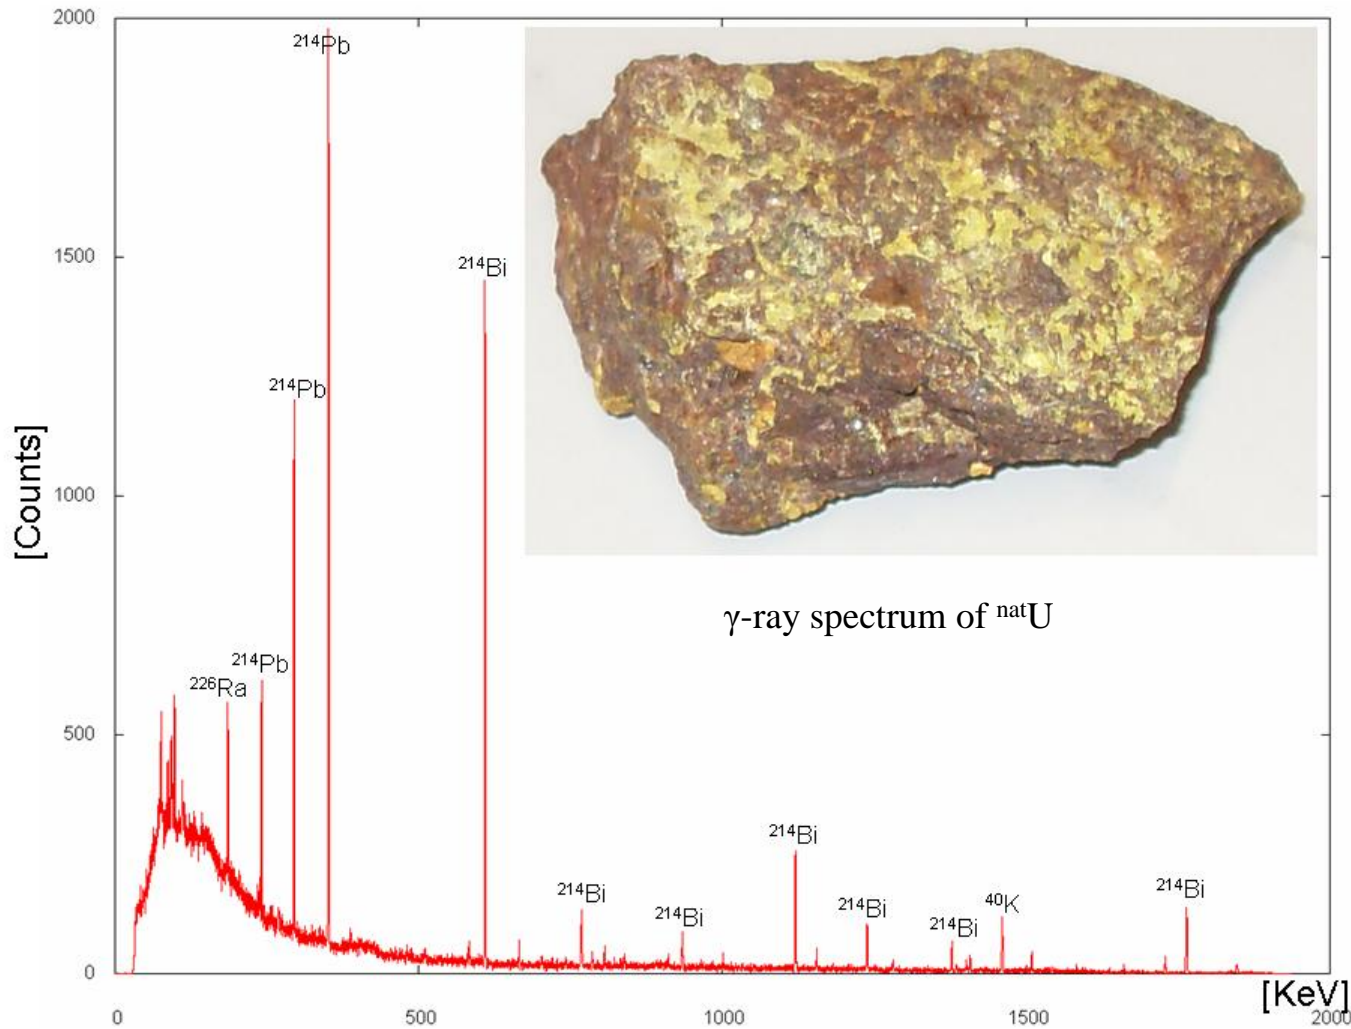 2000
²¹⁴Pb
1500
²¹⁴Bi
²¹⁴Pb
[Counts]
1000
γ-ray spectrum of ⁿᵃᵗU
²¹⁴Pb
²²⁶Ra
500
²¹⁴Bi
²¹⁴Bi
²¹⁴Bi
²¹⁴Bi
²¹⁴Bi
⁴⁰K
²¹⁴Bi
0
[KeV]
0 500 1000 1500 2000